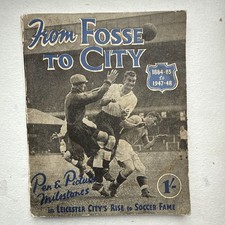 From FOSSE
TO CITY
1884-85
to
1947-48
Pen & Picture
Milestones
in LEICESTER CITY'S RISE to SOCCER FAME
1/-